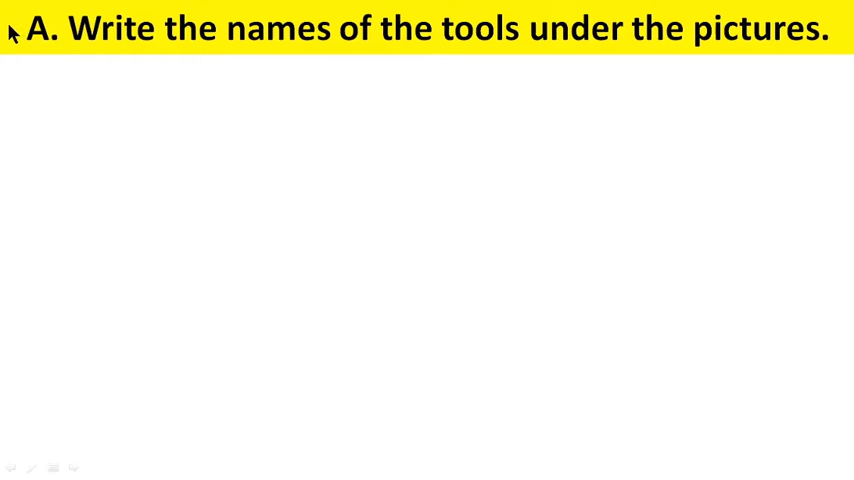 A. Write the names of the tools under the pictures.